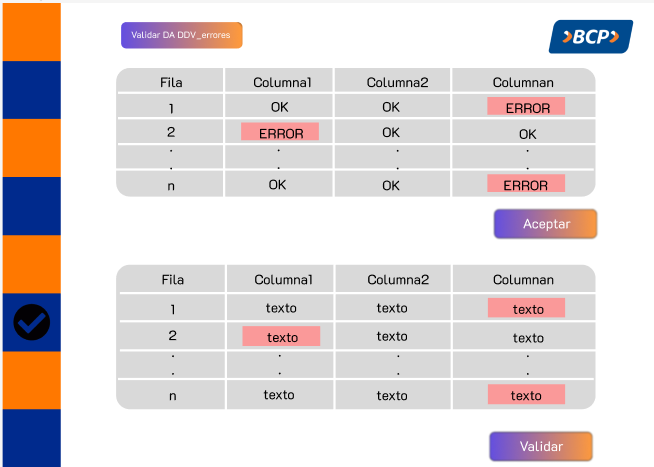 Validar DA DDV_errores
BCP
Fila Columna1 Columna2 Columnan
1 OK OK ERROR
2 ERROR OK OK
. . . .
. . . .
n OK OK ERROR
Aceptar
Fila Columna1 Columna2 Columnan
1 texto texto texto
2 texto texto texto
. . . .
. . . .
n texto texto texto
Validar